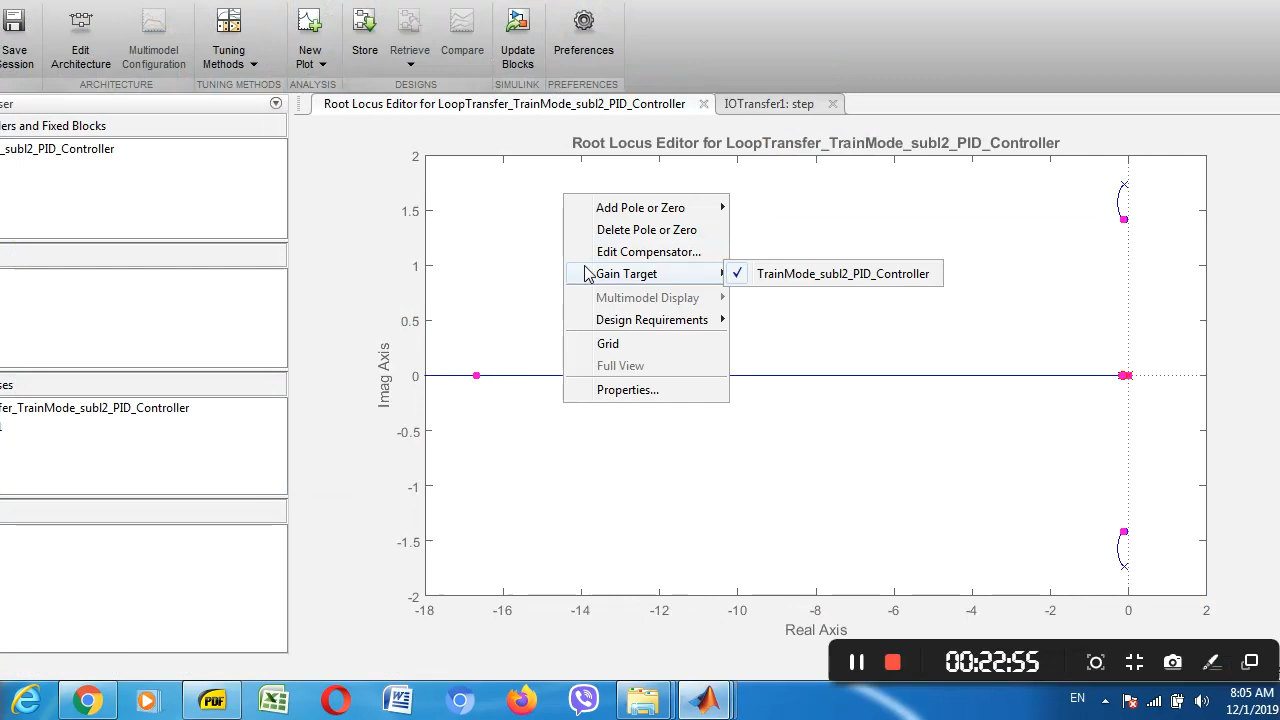 Save
Session
Edit
Architecture
Multimodel
Configuration
ARCHITECTURE
Tuning
Methods
TUNING METHODS
New
Plot
ANALYSIS
Store
Retrieve
Compare
DESIGNS
Update
Blocks
SIMULINK
Preferences
PREFERENCES
ser
Root Locus Editor for LoopTransfer_TrainMode_subl2_PID_Controller
IOTransfer1: step
lers and Fixed Blocks
_subl2_PID_Controller
ses
fer_TrainMode_subl2_PID_Controller
1
Root Locus Editor for LoopTransfer_TrainMode_subl2_PID_Controller
Add Pole or Zero
Delete Pole or Zero
Edit Compensator...
Gain Target
TrainMode_subl2_PID_Controller
Multimodel Display
Design Requirements
Grid
Full View
Properties...
Imag Axis
2
1.5
1
0.5
0
-0.5
-1
-1.5
-2
-18 -16 -14 -12 -10 -8 -6 -4 -2 0 2
Real Axis
00:22:55
PDF
EN
8:05 AM
12/1/2019